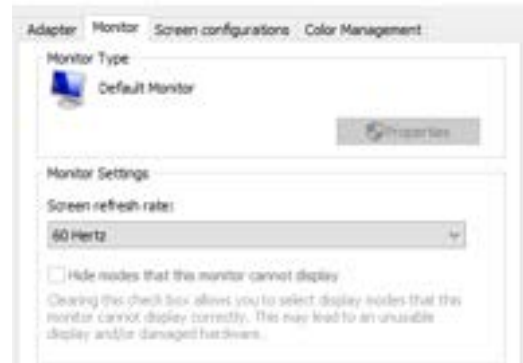 Adapter Monitor Screen configurations Color Management
Monitor Type
Default Monitor
Properties
Monitor Settings
Screen refresh rate:
60 Hertz
Hide modes that this monitor cannot display
Clearing this check box allows you to select display modes that this
monitor cannot display correctly. This may lead to an unusable
display and/or damaged hardware.